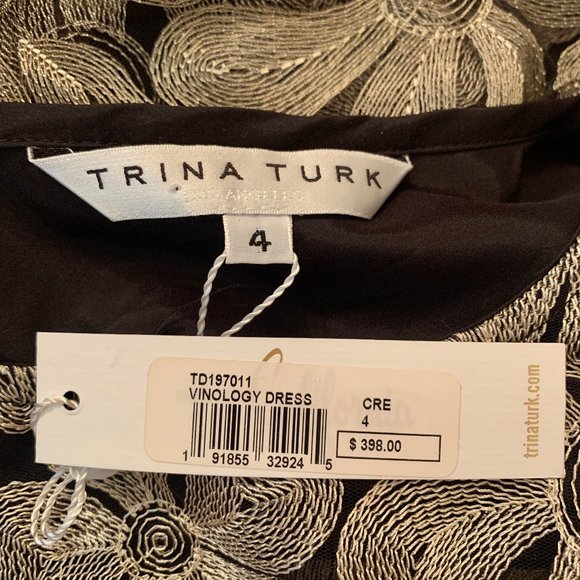 TRINA TURK
LOS ANGELES
4
TD197011
VINOLOGY DRESS
CRE
4
$ 398.00
1 91855 32924 5
trinaturk.com